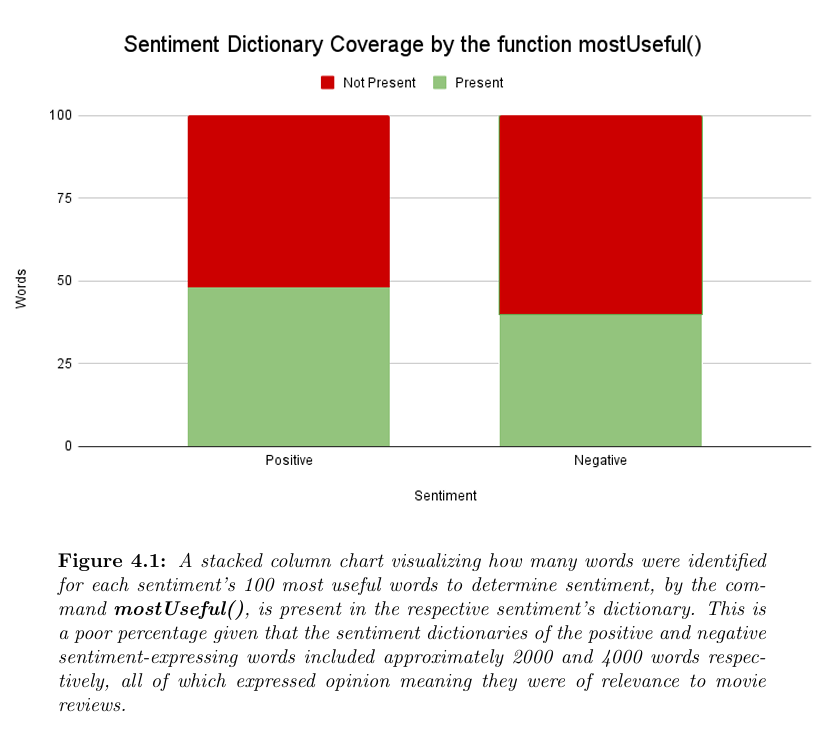 Sentiment Dictionary Coverage by the function mostUseful()
Not Present Present
100
75
50
25
0
Words
Positive Negative
Sentiment
Figure 4.1: A stacked column chart visualizing how many words were identified
for each sentiment's 100 most useful words to determine sentiment, by the com-
mand mostUseful(), is present in the respective sentiment's dictionary. This is
a poor percentage given that the sentiment dictionaries of the positive and negative
sentiment-expressing words included approximately 2000 and 4000 words respec-
tively, all of which expressed opinion meaning they were of relevance to movie
reviews.